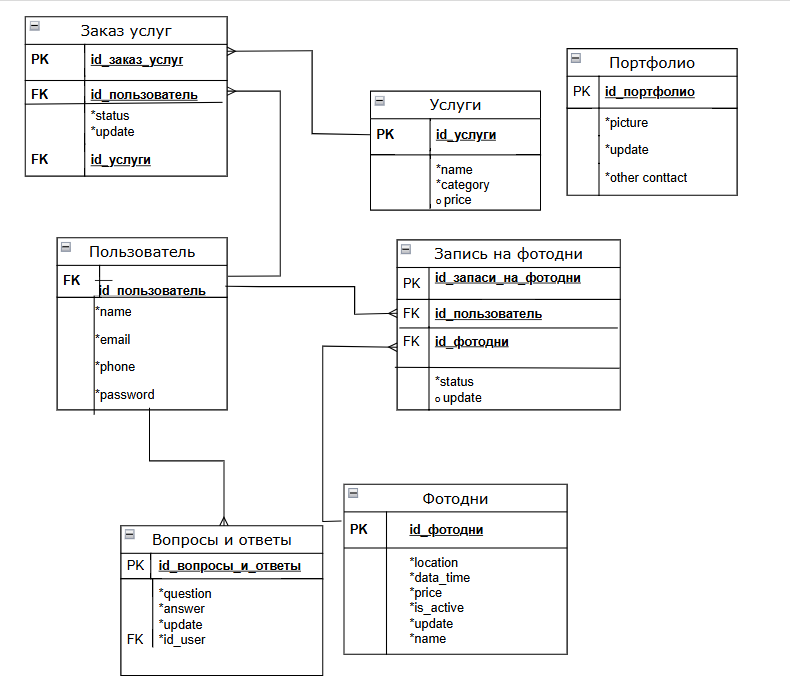 Заказ услуг
PK id_заказ_услуг
FK id_пользователь
*status
*update
FK id_услуги
Услуги
PK id_услуги
*name
*category
o price
Портфолио
PK id_портфолио
*picture
*update
*other conttact
Пользователь
FK id_пользователь
*name
*email
*phone
*password
Запись на фотодни
PK id_запаси_на_фотодни
FK id_пользователь
FK id_фотодни
*status
o update
Вопросы и ответы
PK id_вопросы_и_ответы
*question
*answer
*update
FK *id_user
Фотодни
PK id_фотодни
*location
*data_time
*price
*is_active
*update
*name